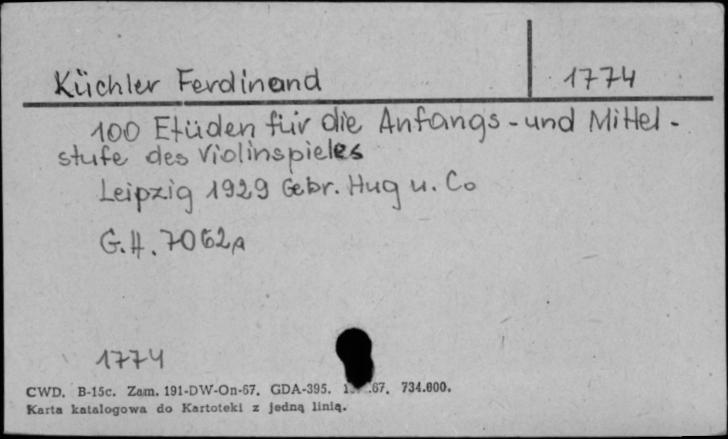 Küchler Ferdinand 1774
100 Etüden für die Anfangs - und Mittel -
stufe des Violinspieles
Leipzig 1929 Gebr. Hug u. Co
G.H. 7062a
1774
CWD. B-15c. Zam. 191-DW-On-67. GDA-395. 67. 734.000.
Karta katalogowa do Kartoteki z jedną linią.